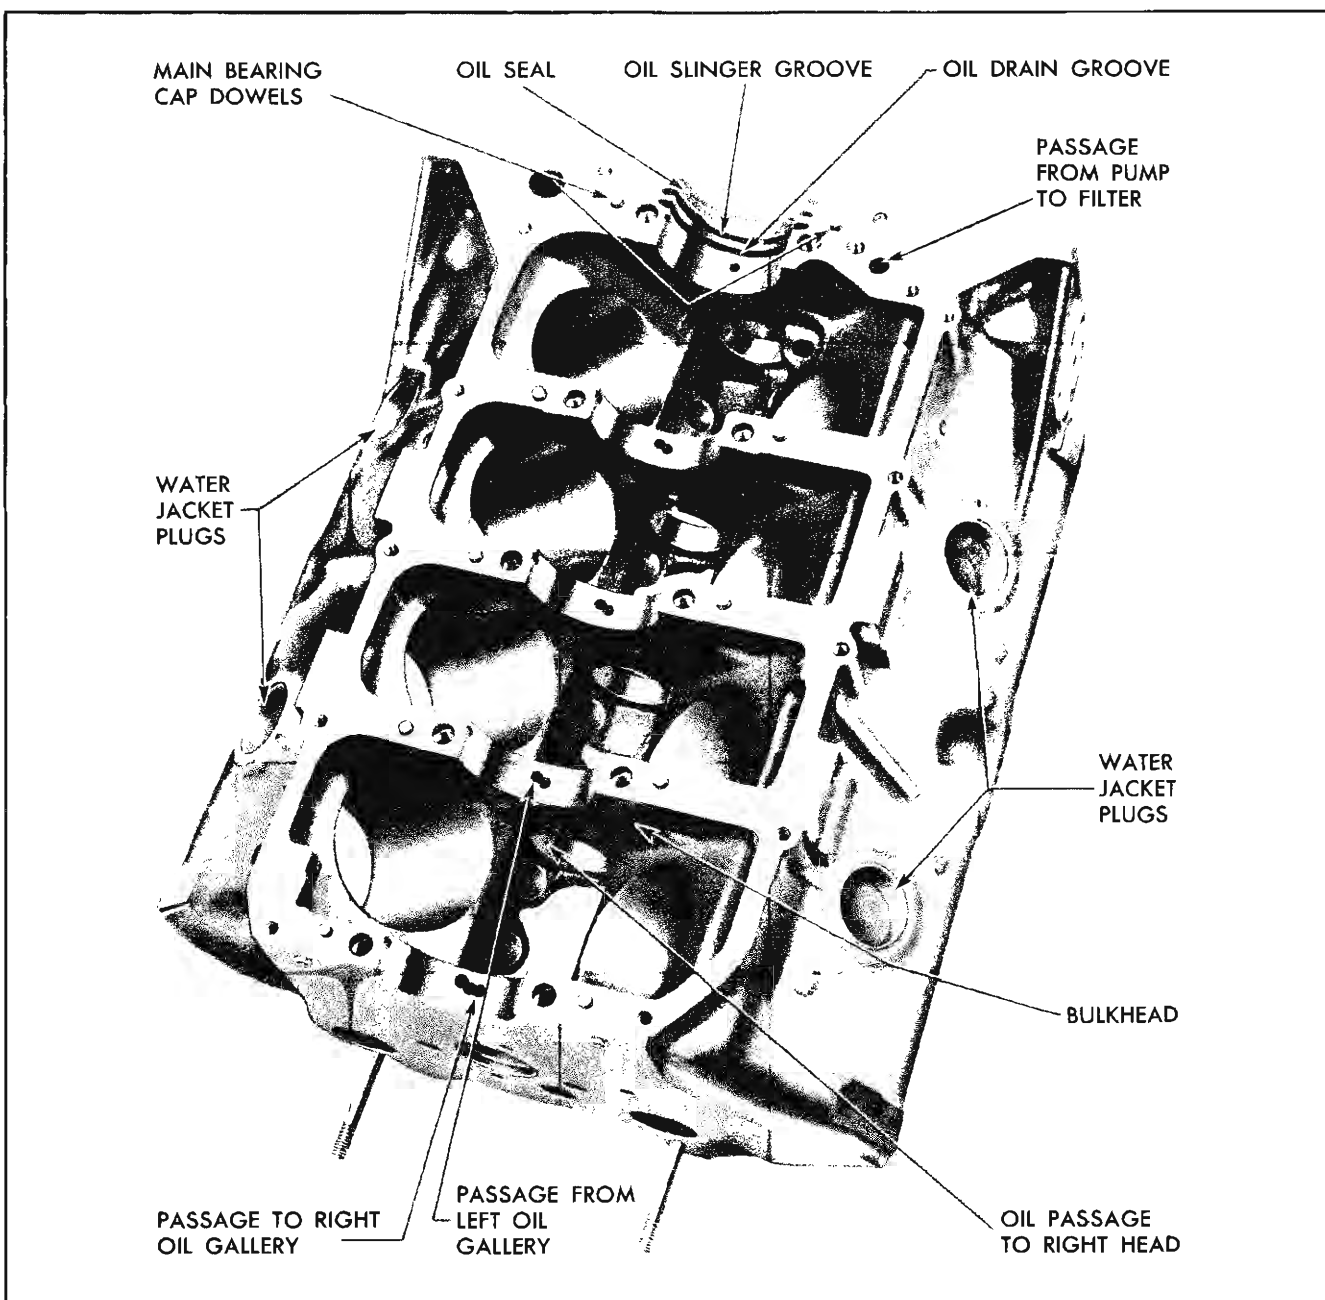 MAIN BEARING
CAP DOWELS
OIL SEAL
OIL SLINGER GROOVE
OIL DRAIN GROOVE
PASSAGE
FROM PUMP
TO FILTER
WATER
JACKET
PLUGS
WATER
JACKET
PLUGS
BULKHEAD
PASSAGE TO RIGHT
OIL GALLERY
PASSAGE FROM
LEFT OIL
GALLERY
OIL PASSAGE
TO RIGHT HEAD